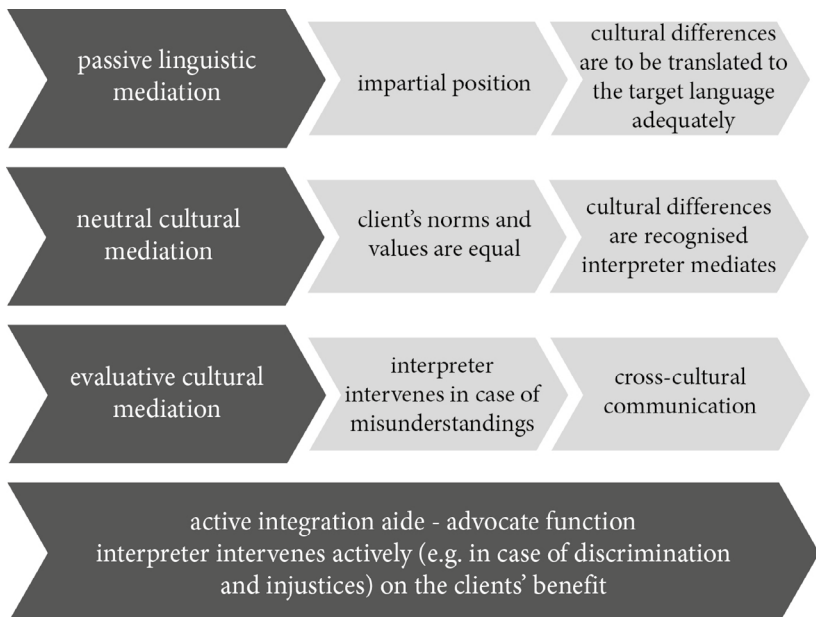 passive linguistic
mediation
impartial position
cultural differences
are to be translated to
the target language
adequately
neutral cultural
mediation
client’s norms and
values are equal
cultural differences
are recognised
interpreter mediates
evaluative cultural
mediation
interpreter
intervenes in case of
misunderstandings
cross-cultural
communication
active integration aide - advocate function
interpreter intervenes actively (e.g. in case of discrimination
and injustices) on the clients’ benefit